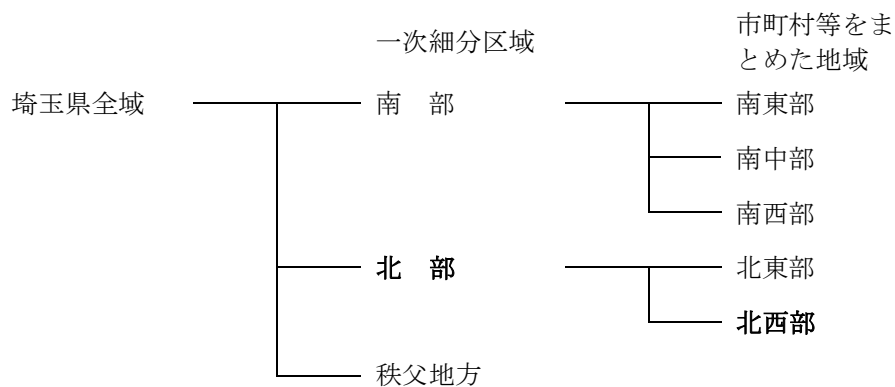 一次細分区域
市町村等をま
とめた地域
埼玉県全域
南　部
南東部
南中部
南西部
北　部
北東部
北西部
秩父地方